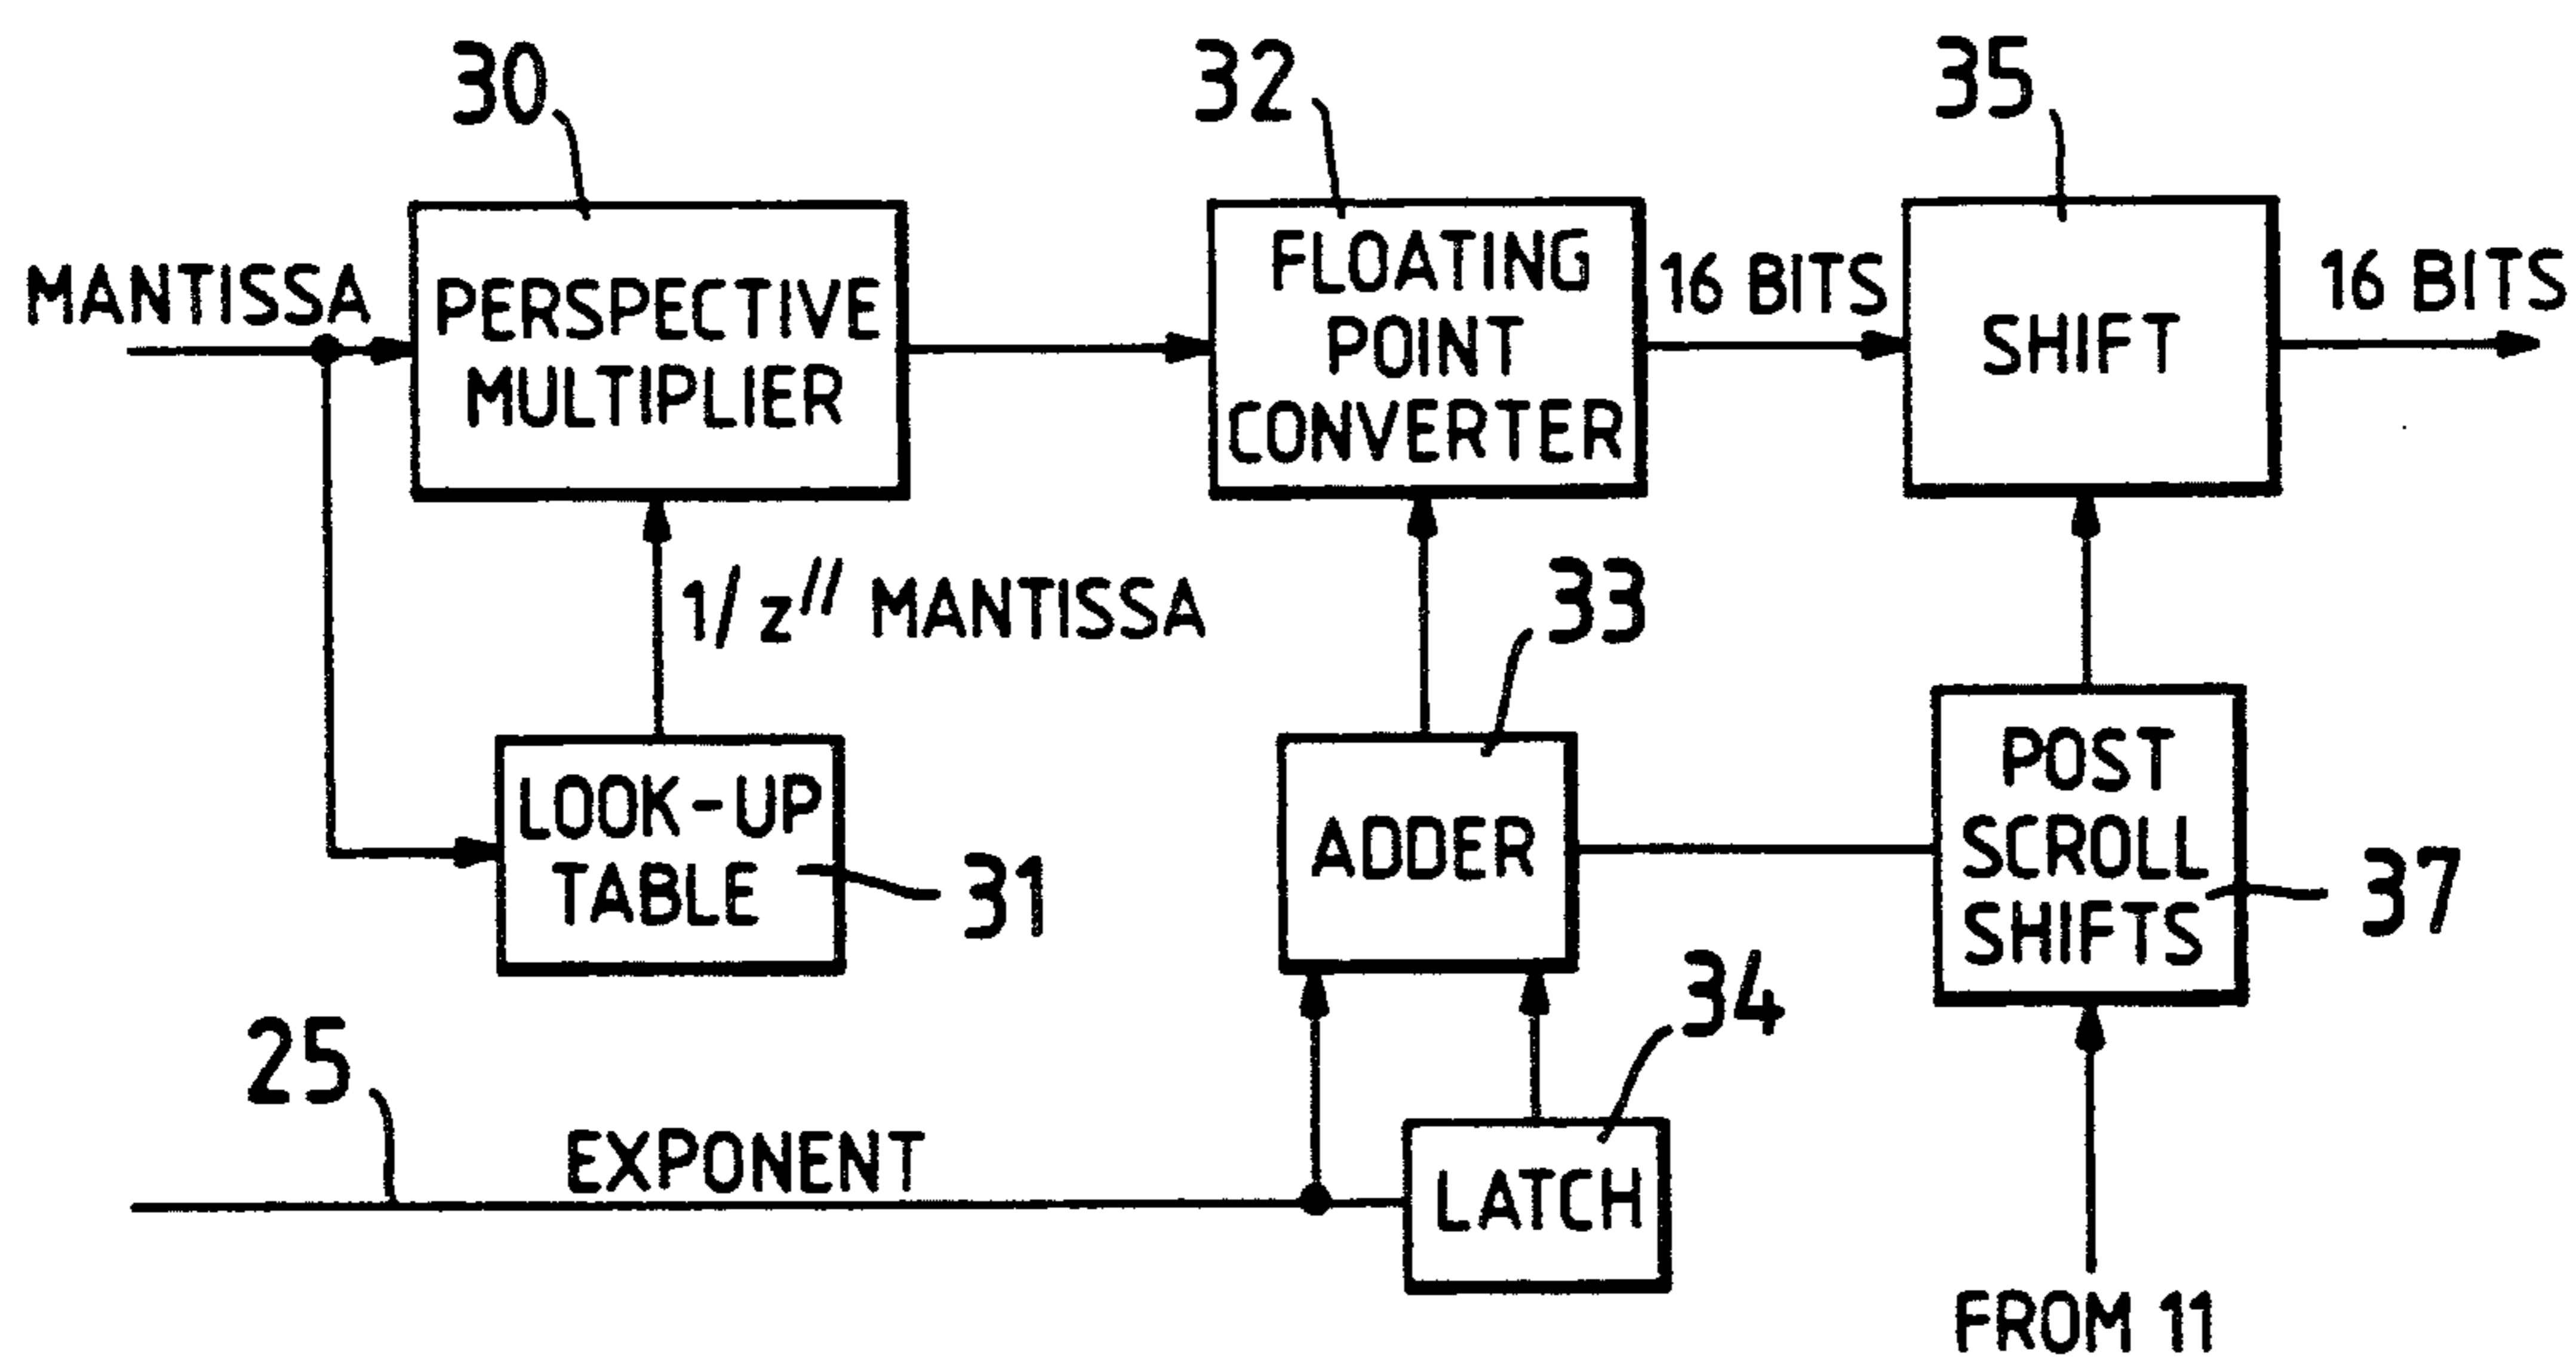 30
32
35
MANTISSA
PERSPECTIVE
MULTIPLIER
FLOATING
POINT
CONVERTER
16 BITS
SHIFT
16 BITS
1/z" MANTISSA
33
LOOK-UP
TABLE
31
ADDER
POST
SCROLL
SHIFTS
37
34
25
EXPONENT
LATCH
FROM 11